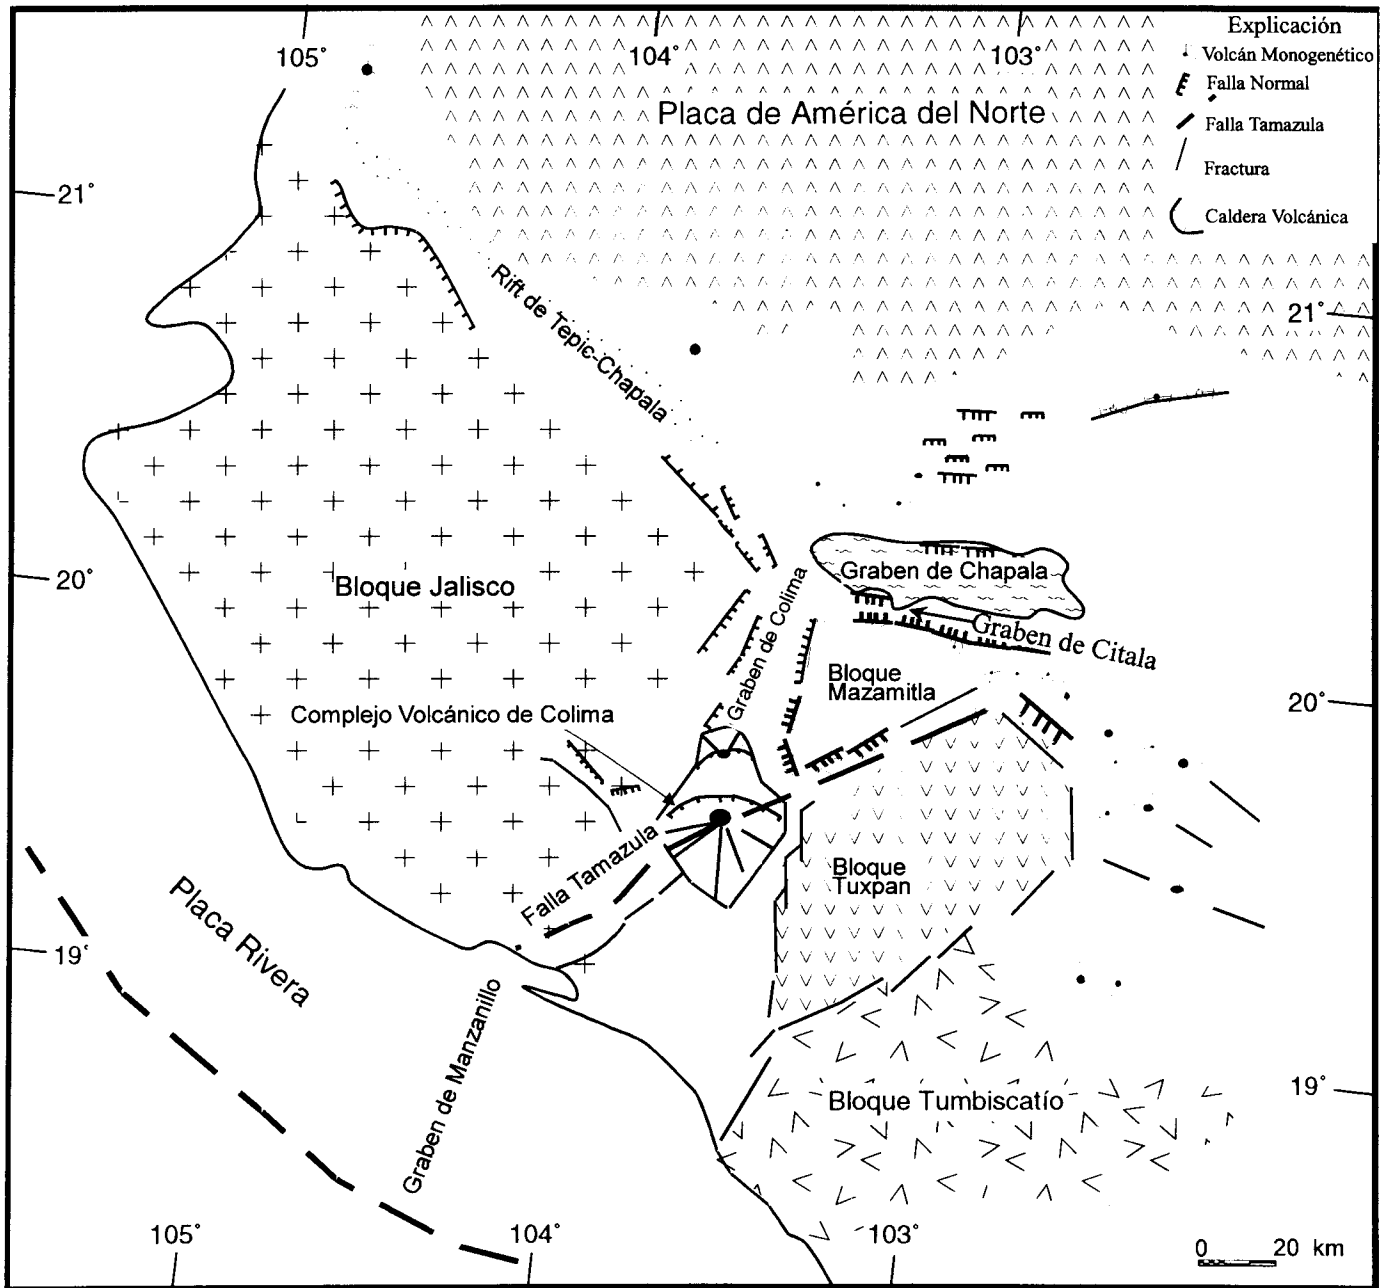 Explicación
Volcán Monogenético
Falla Normal
Falla Tamazula
Fractura
Caldera Volcánica
105°
104°
103°
Placa de América del Norte
21°
21°
Rift de Tepic-Chapala
20°
Bloque Jalisco
Graben de Colima
Graben de Chapala
Graben de Citala
Bloque
Mazamitla
20°
Complejo Volcánico de Colima
Falla Tamazula
Bloque
Tuxpan
Placa Rivera
19°
Graben de Manzanillo
19°
Bloque Tumbiscatío
105°
104°
103°
0 20 km